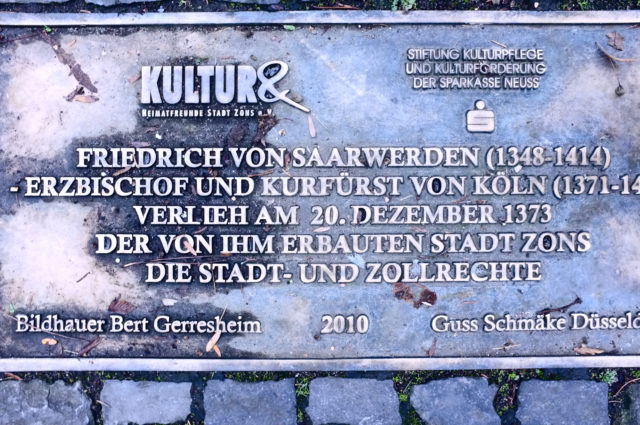 KULTUR&
HEIMATFREUNDE STADT ZONS e.V.
STIFTUNG KULTURPFLEGE
UND KULTURFÖRDERUNG
DER SPARKASSE NEUSS
FRIEDRICH VON SAARWERDEN (1348-1414)
- ERZBISCHOF UND KURFÜRST VON KÖLN (1371-14
VERLIEH AM 20. DEZEMBER 1373
DER VON IHM ERBAUTEN STADT ZONS
DIE STADT- UND ZOLLRECHTE
Bildhauer Bert Gerresheim 2010 Guss Schmäke Düsseld